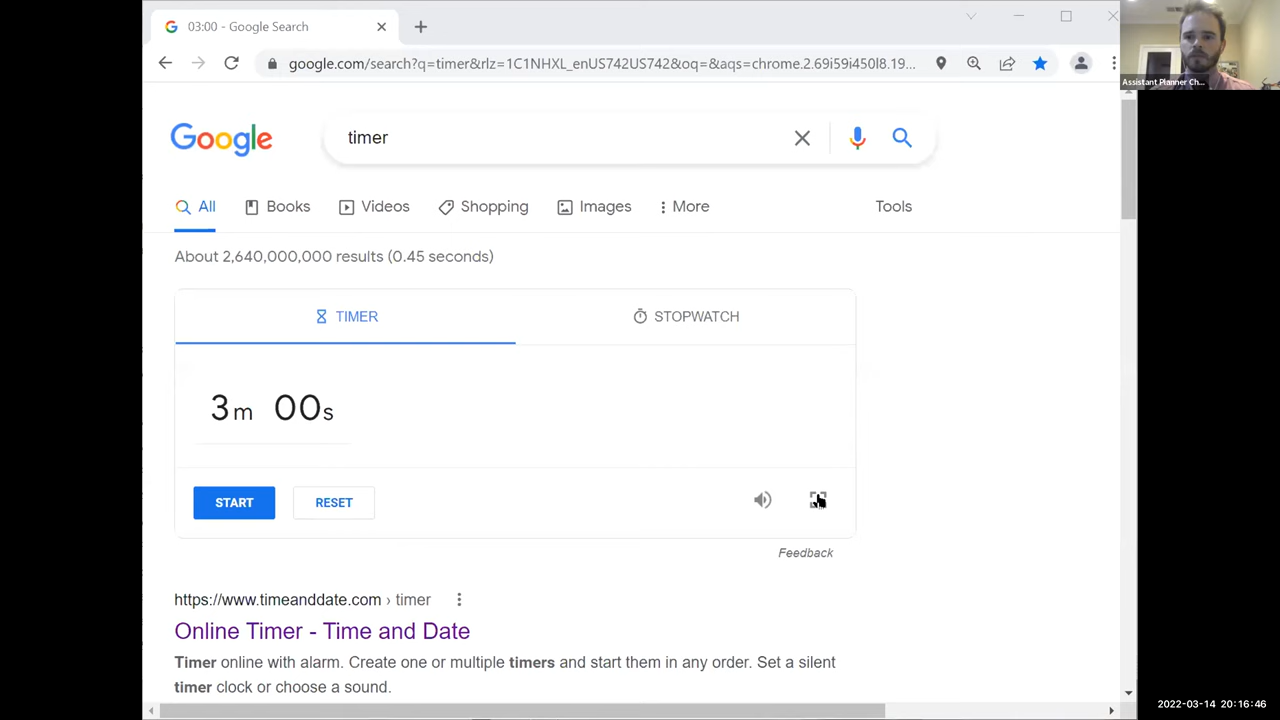 03:00 - Google Search
google.com/search?q=timer&rlz=1C1NHXL_enUS742US742&oq=&aqs=chrome.2.69i59i450l8.19...
Assistant Planner Ch...
Google
timer
All
Books
Videos
Shopping
Images
More
Tools
About 2,640,000,000 results (0.45 seconds)
TIMER
STOPWATCH
3m 00s
START
RESET
Feedback
https://www.timeanddate.com › timer
Online Timer - Time and Date
Timer online with alarm. Create one or multiple timers and start them in any order. Set a silent
timer clock or choose a sound.
2022-03-14 20:16:46